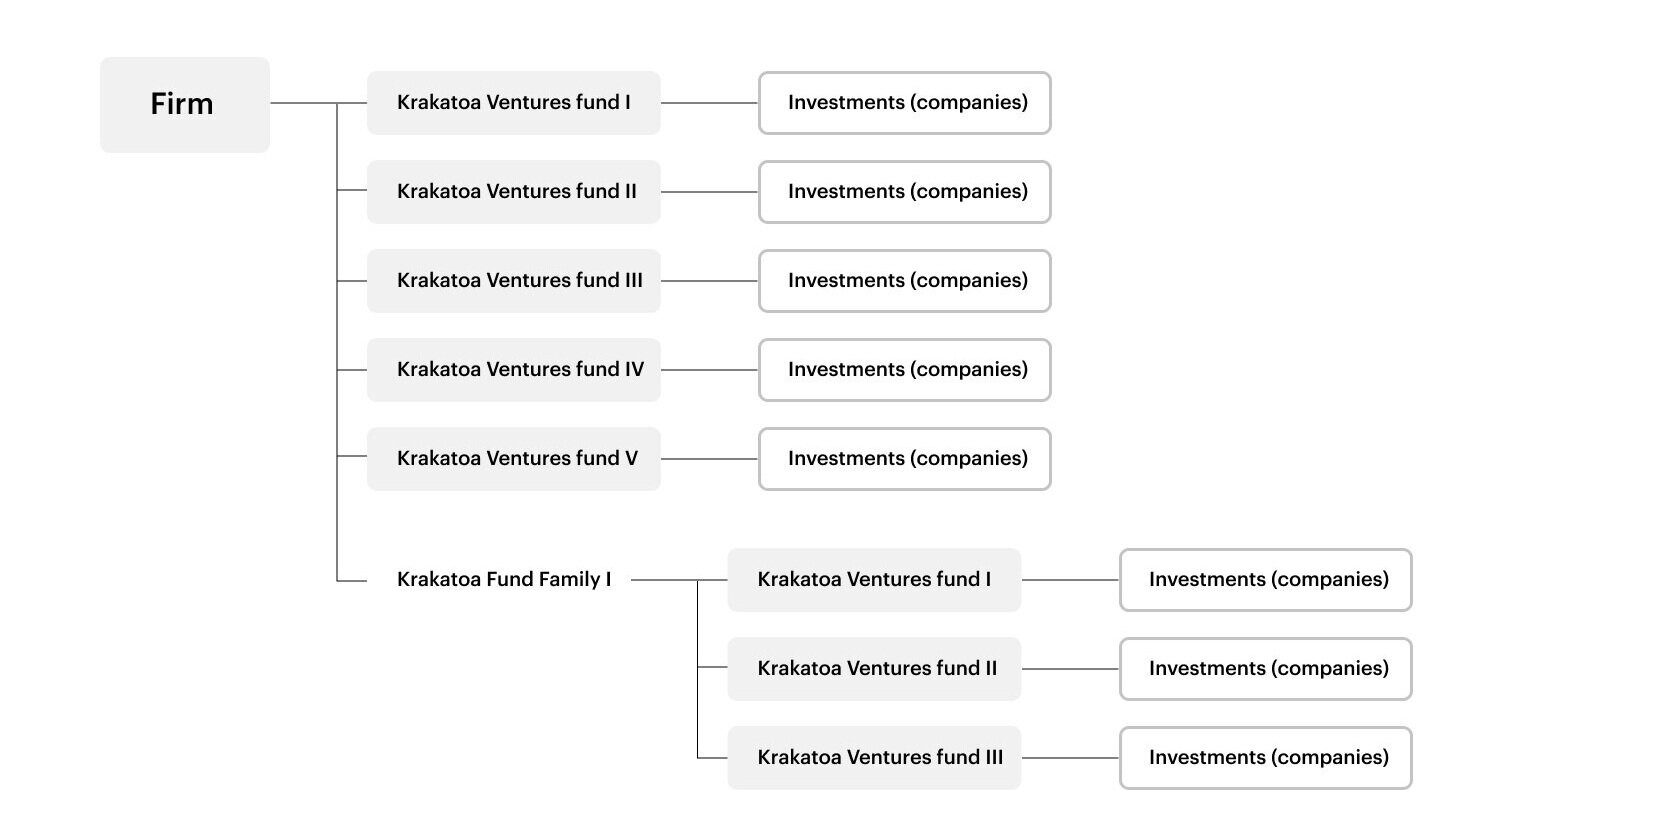 Firm
Krakatoa Ventures fund I
Investments (companies)
Krakatoa Ventures fund II
Investments (companies)
Krakatoa Ventures fund III
Investments (companies)
Krakatoa Ventures fund IV
Investments (companies)
Krakatoa Ventures fund V
Investments (companies)
Krakatoa Fund Family I
Krakatoa Ventures fund I
Investments (companies)
Krakatoa Ventures fund II
Investments (companies)
Krakatoa Ventures fund III
Investments (companies)